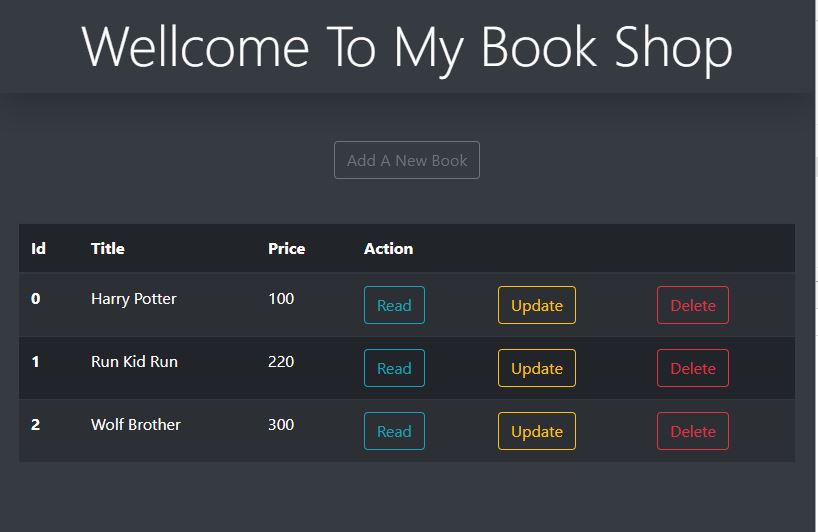 Wellcome To My Book Shop
Add A New Book
Id Title Price Action
0 Harry Potter 100 Read Update Delete
1 Run Kid Run 220 Read Update Delete
2 Wolf Brother 300 Read Update Delete